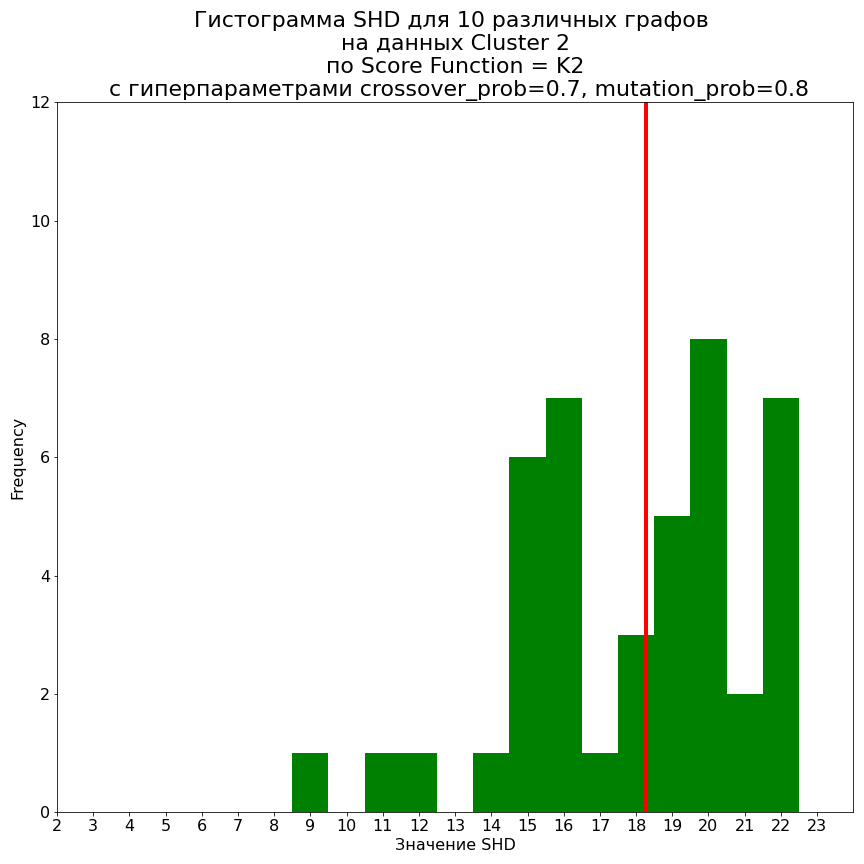 Гистограмма SHD для 10 различных графов
на данных Cluster 2
по Score Function = K2
с гиперпараметрами crossover_prob=0.7, mutation_prob=0.8
12
10
8
6
4
2
0
Frequency
2 3 4 5 6 7 8 9 10 11 12 13 14 15 16 17 18 19 20 21 22 23
Значение SHD